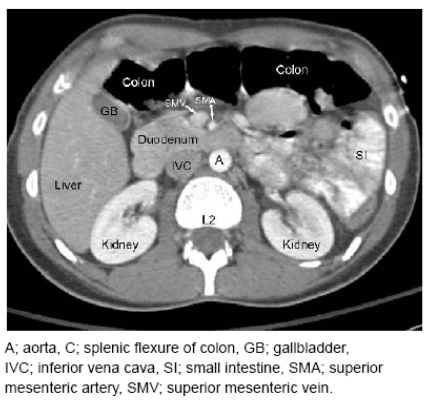 Colon
Colon
GB
SMV
SMA
Duodenum
SI
IVC
A
Liver
L2
Kidney
Kidney
A; aorta, C; splenic flexure of colon, GB; gallbladder,
IVC; inferior vena cava, SI; small intestine, SMA; superior
mesenteric artery, SMV; superior mesenteric vein.